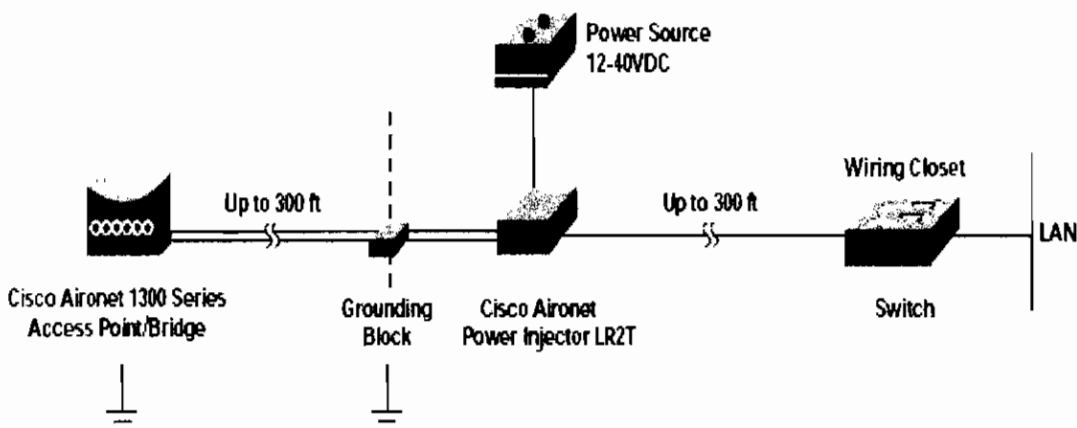 Power Source
12-40VDC
Wiring Closet
Up to 300 ft
Up to 300 ft
LAN
Cisco Aironet 1300 Series
Access Point/Bridge
Grounding
Block
Cisco Aironet
Power Injector LR2T
Switch